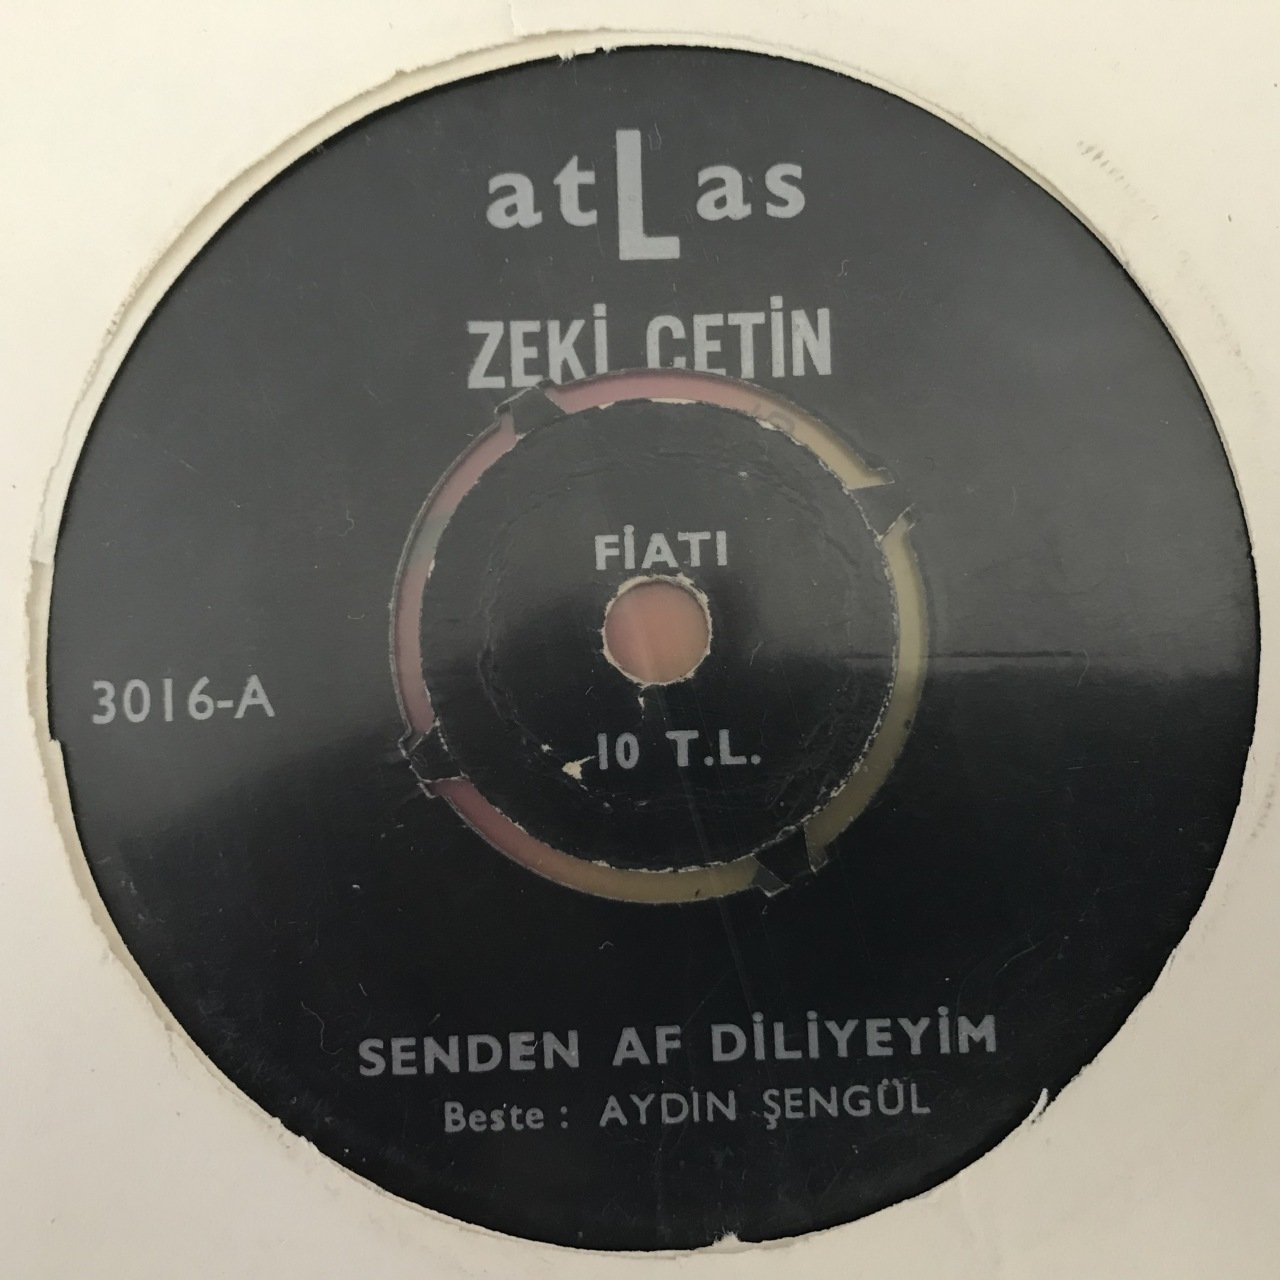 atLas
ZEKİ ÇETİN
FİATI
3016-A
10 T.L.
SENDEN AF DİLİYEYİM
Beste : AYDIN ŞENGÜL